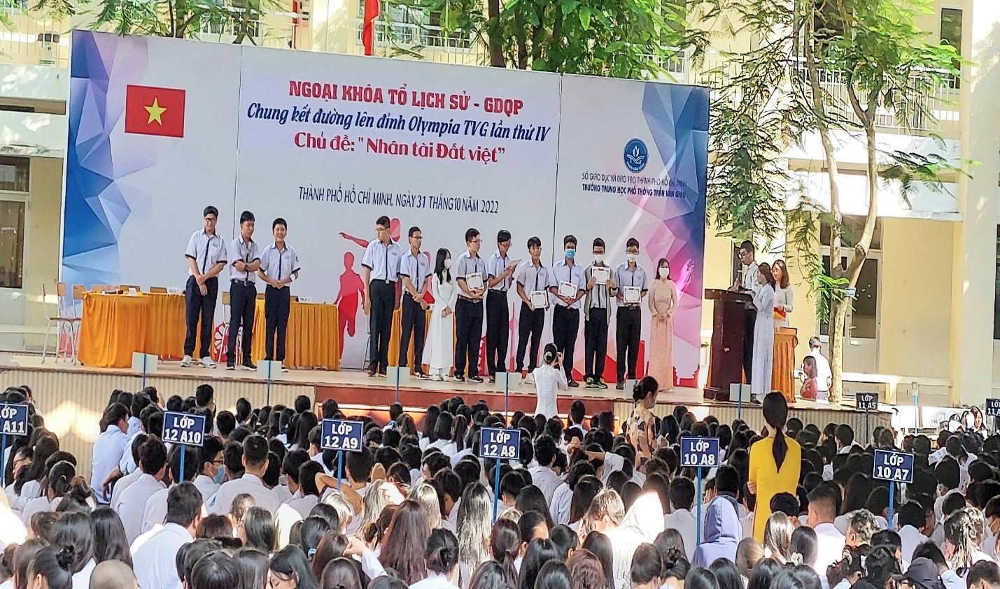 NGOẠI KHÓA TỔ LỊCH SỬ - GDQP
Chung kết đường lên đỉnh Olympia TVG lần thứ IV
Chủ đề: " Nhân tài Đất việt”
THÀNH PHỐ HỒ CHÍ MINH, NGÀY 31 THÁNG 10 NĂM 2022
SỞ GIÁO DỤC VÀ ĐÀO TẠO THÀNH PHỐ HỒ CHÍ MINH
TRƯỜNG TRUNG HỌC PHỔ THÔNG TRẦN VĂN GIÀU
LỚP
A11
LỚP
12 A10
LỚP
12 A9
LỚP
12 A8
LỚP
10 A8
LỚP
10 A7
LỚP
11 A5
LỚP